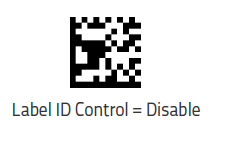 Label ID Control = Disable